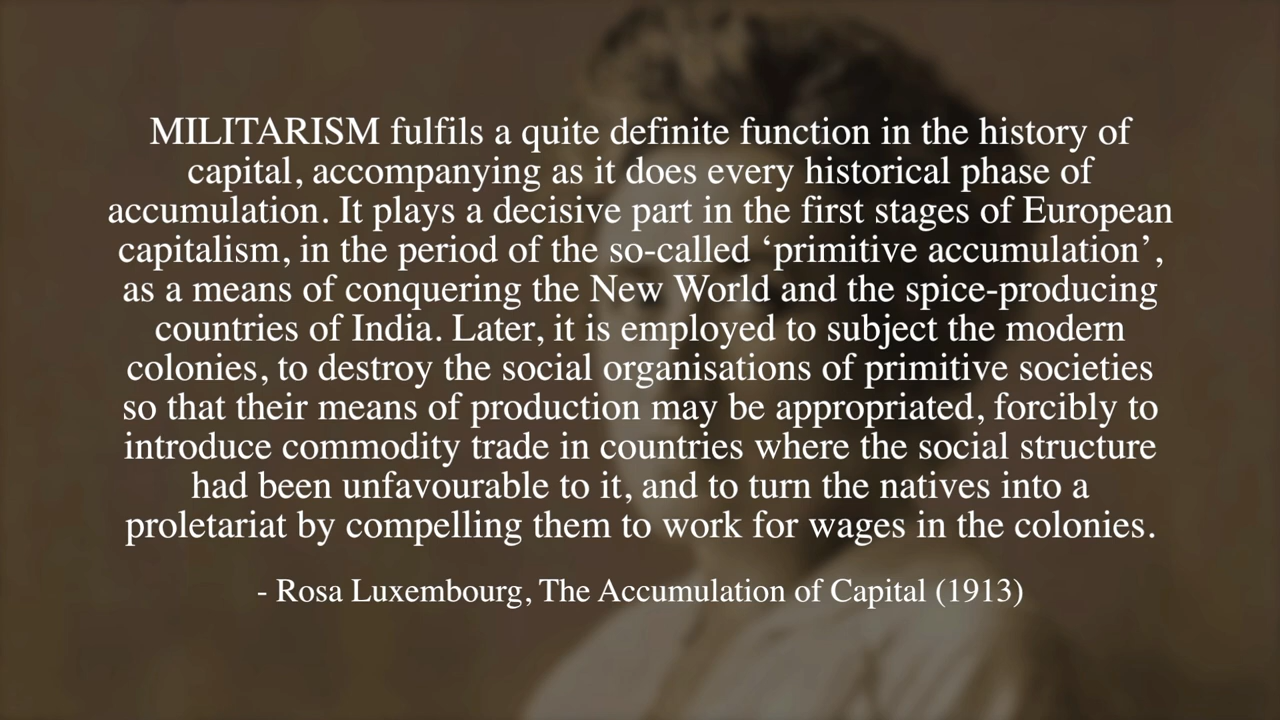 MILITARISM fulfils a quite definite function in the history of
capital, accompanying as it does every historical phase of
accumulation. It plays a decisive part in the first stages of European
capitalism, in the period of the so-called ‘primitive accumulation’,
as a means of conquering the New World and the spice-producing
countries of India. Later, it is employed to subject the modern
colonies, to destroy the social organisations of primitive societies
so that their means of production may be appropriated, forcibly to
introduce commodity trade in countries where the social structure
had been unfavourable to it, and to turn the natives into a
proletariat by compelling them to work for wages in the colonies.
- Rosa Luxembourg, The Accumulation of Capital (1913)